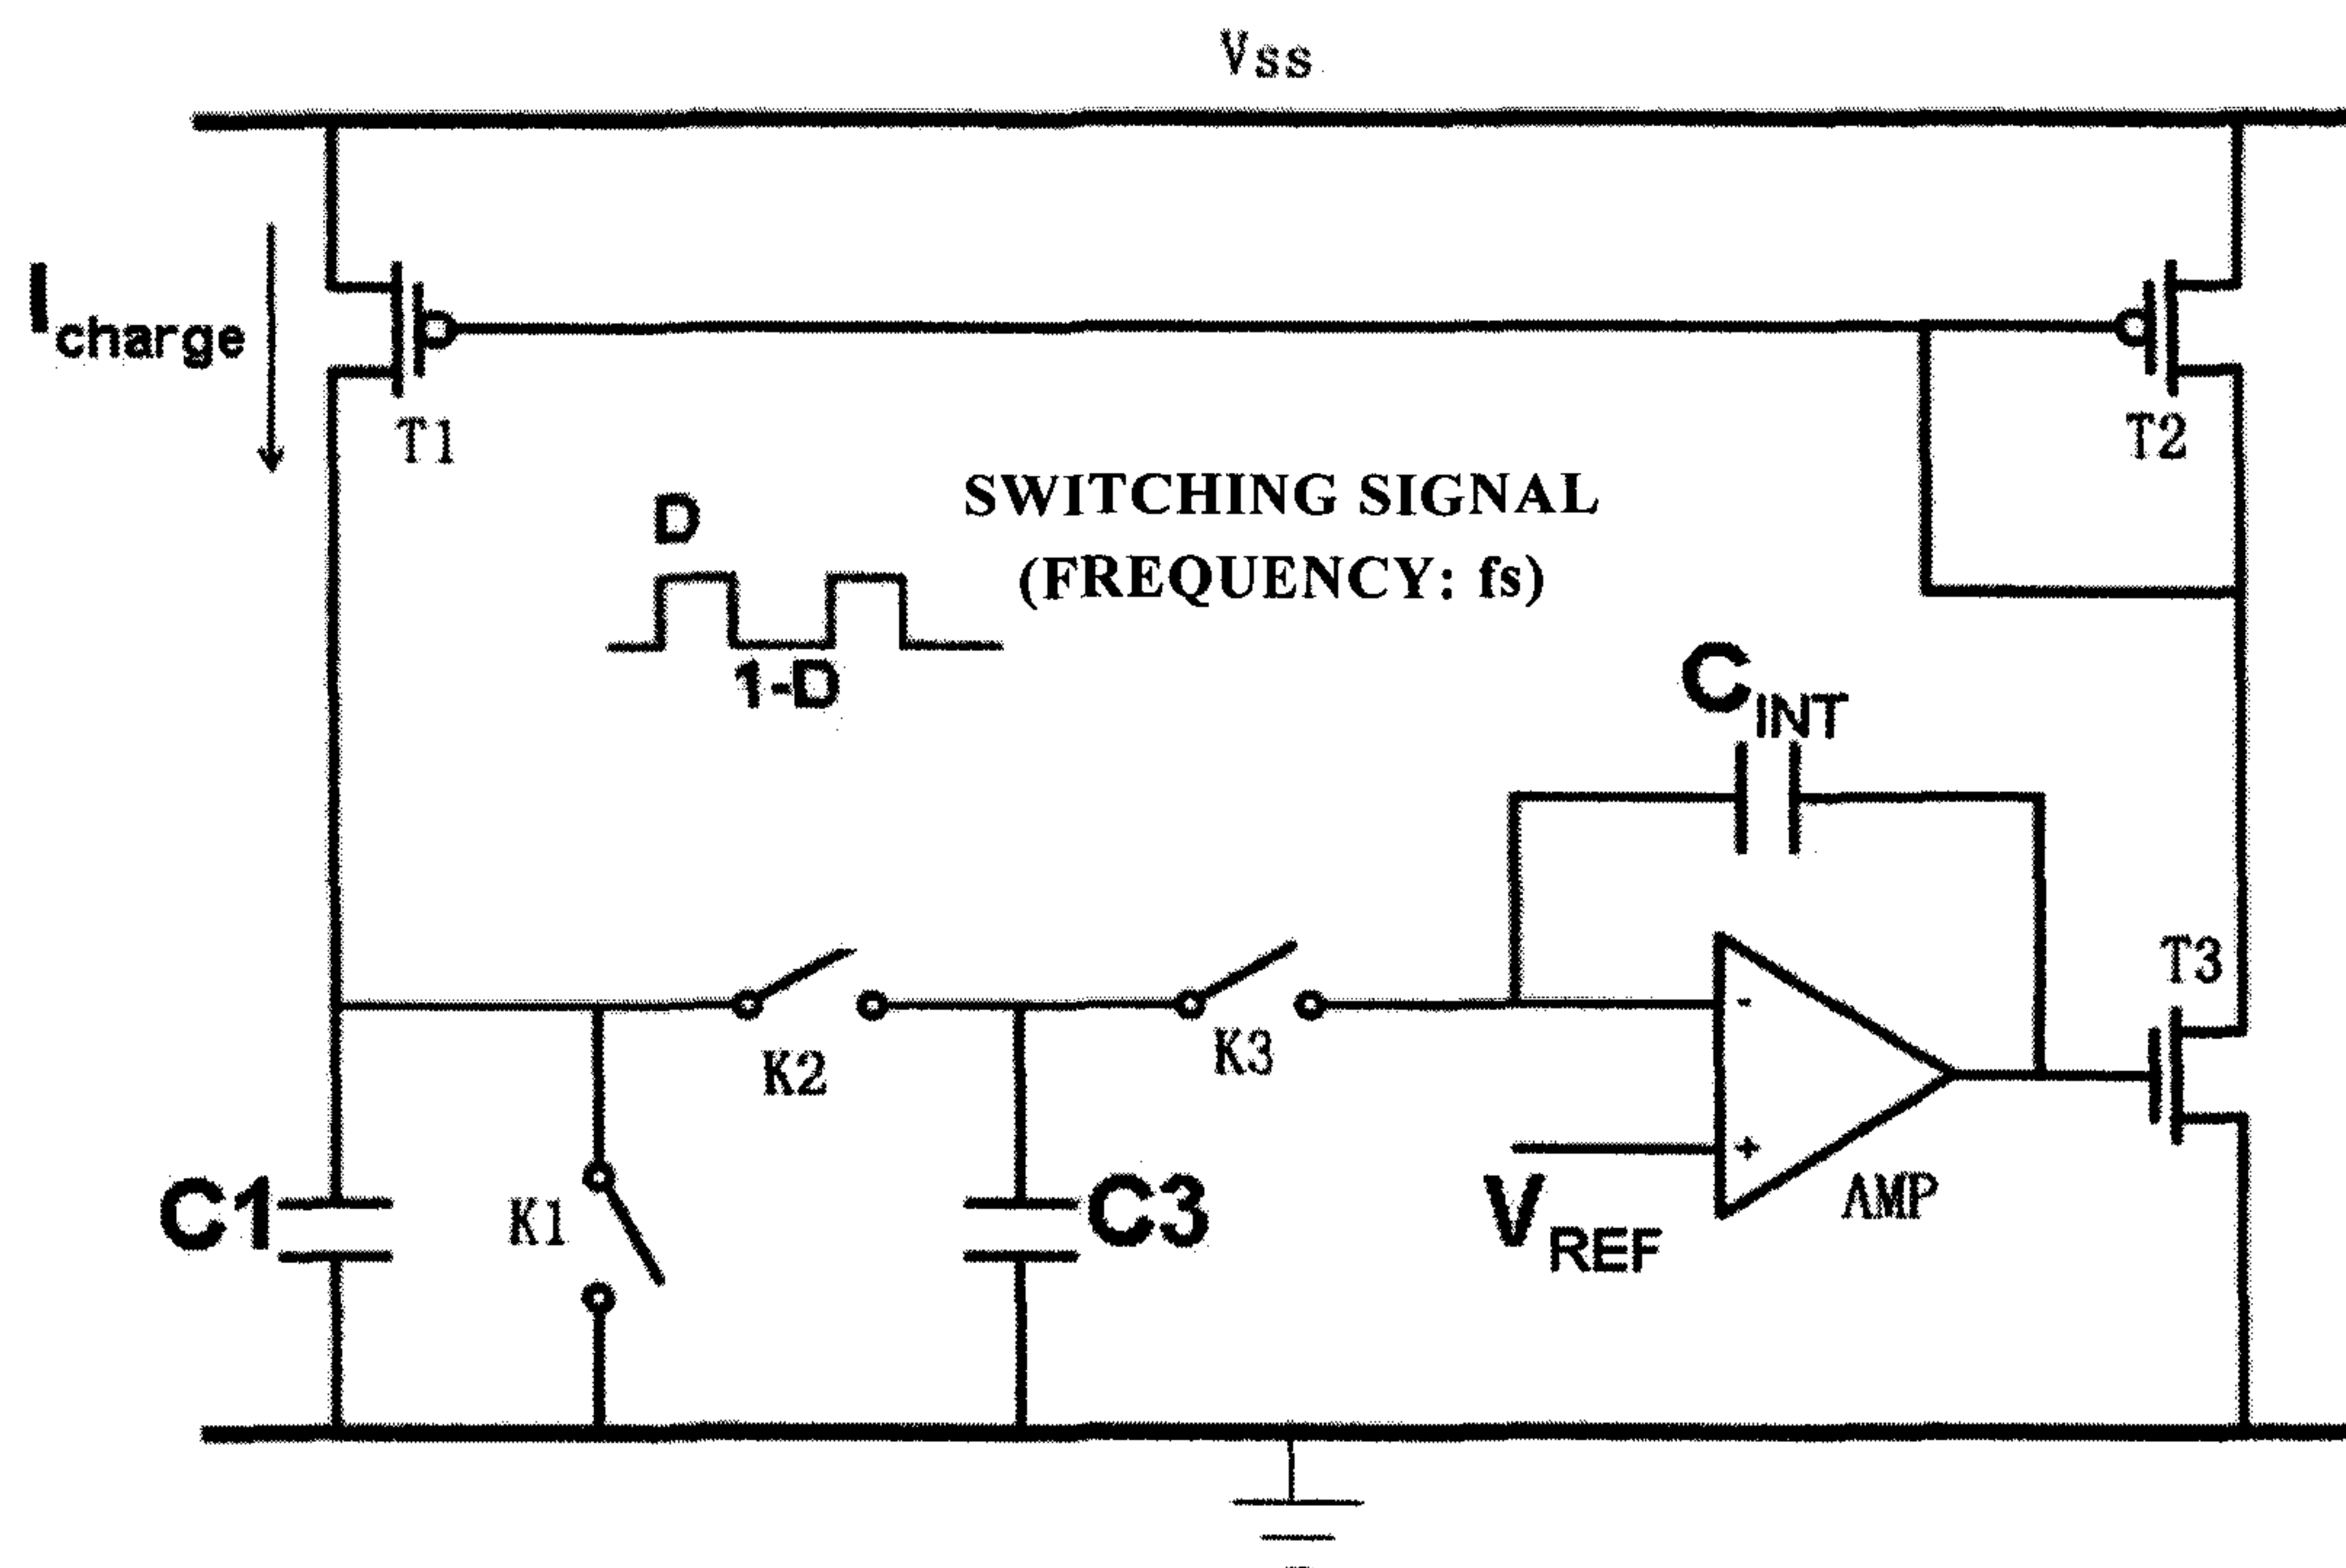 Vss
Icharge
T1
T2
D
SWITCHING SIGNAL
(FREQUENCY: fs)
1-D
CINT
T3
K2
K3
-
+
C1
K1
C3
VREF
AMP